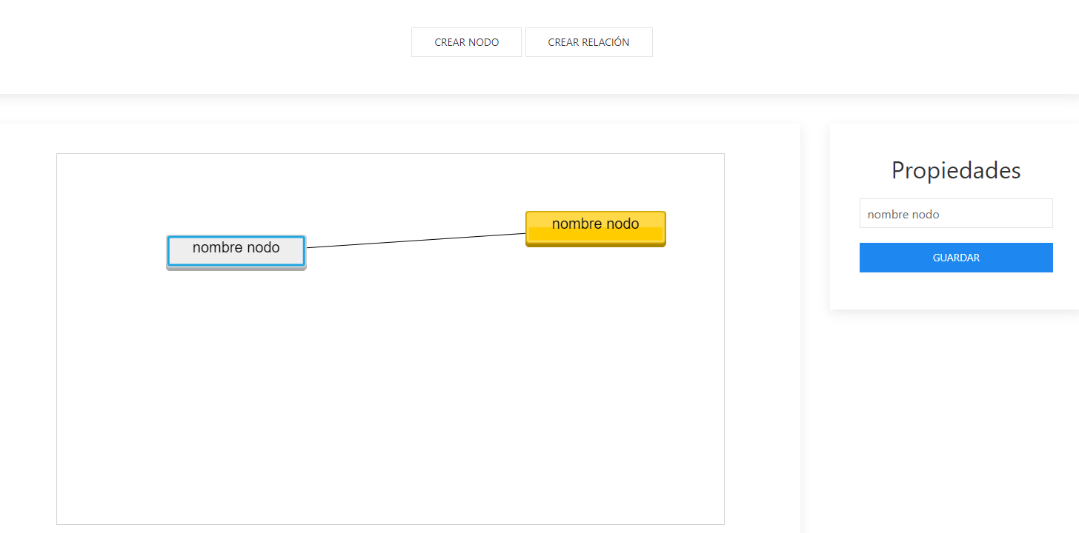 CREAR NODO
CREAR RELACIÓN
Propiedades
nombre nodo
GUARDAR
nombre nodo
nombre nodo